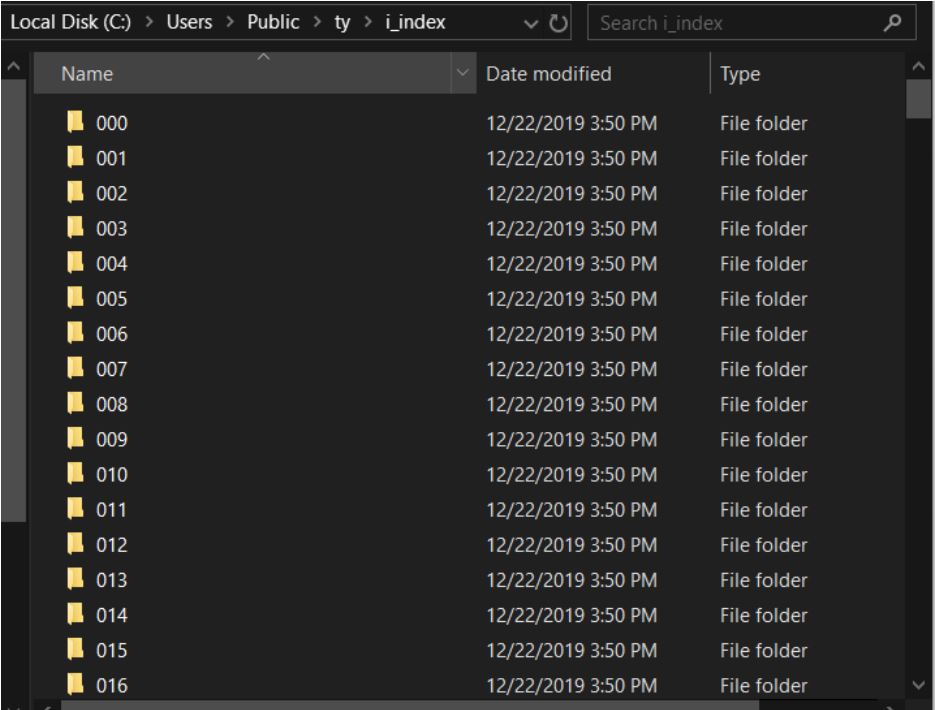 Local Disk (C:) > Users > Public > ty > i_index Search i_index
Name Date modified Type
000 12/22/2019 3:50 PM File folder
001 12/22/2019 3:50 PM File folder
002 12/22/2019 3:50 PM File folder
003 12/22/2019 3:50 PM File folder
004 12/22/2019 3:50 PM File folder
005 12/22/2019 3:50 PM File folder
006 12/22/2019 3:50 PM File folder
007 12/22/2019 3:50 PM File folder
008 12/22/2019 3:50 PM File folder
009 12/22/2019 3:50 PM File folder
010 12/22/2019 3:50 PM File folder
011 12/22/2019 3:50 PM File folder
012 12/22/2019 3:50 PM File folder
013 12/22/2019 3:50 PM File folder
014 12/22/2019 3:50 PM File folder
015 12/22/2019 3:50 PM File folder
016 12/22/2019 3:50 PM File folder